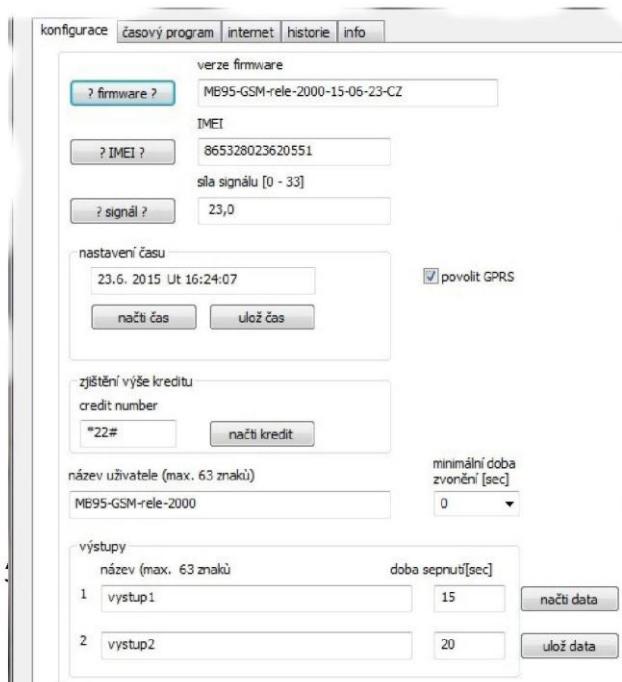 konfigurace časový program internet historie info
verze firmware
? firmware ? MB95-GSM-rele-2000-15-06-23-CZ
IMEI
? IMEI ? 865328023620551
síla signálu [0 - 33]
? signál ? 23,0
nastavení času
23.6. 2015 Ut 16:24:07
povolit GPRS
načti čas ulož čas
zjištění výše kreditu
credit number
*22# načti kredit
název uživatele (max. 63 znaků)
minimální doba
zvonění [sec]
MB95-GSM-rele-2000 0
výstupy
název (max. 63 znaků doba sepnutí[sec]
1 vystup1 15 načti data
2 vystup2 20 ulož data